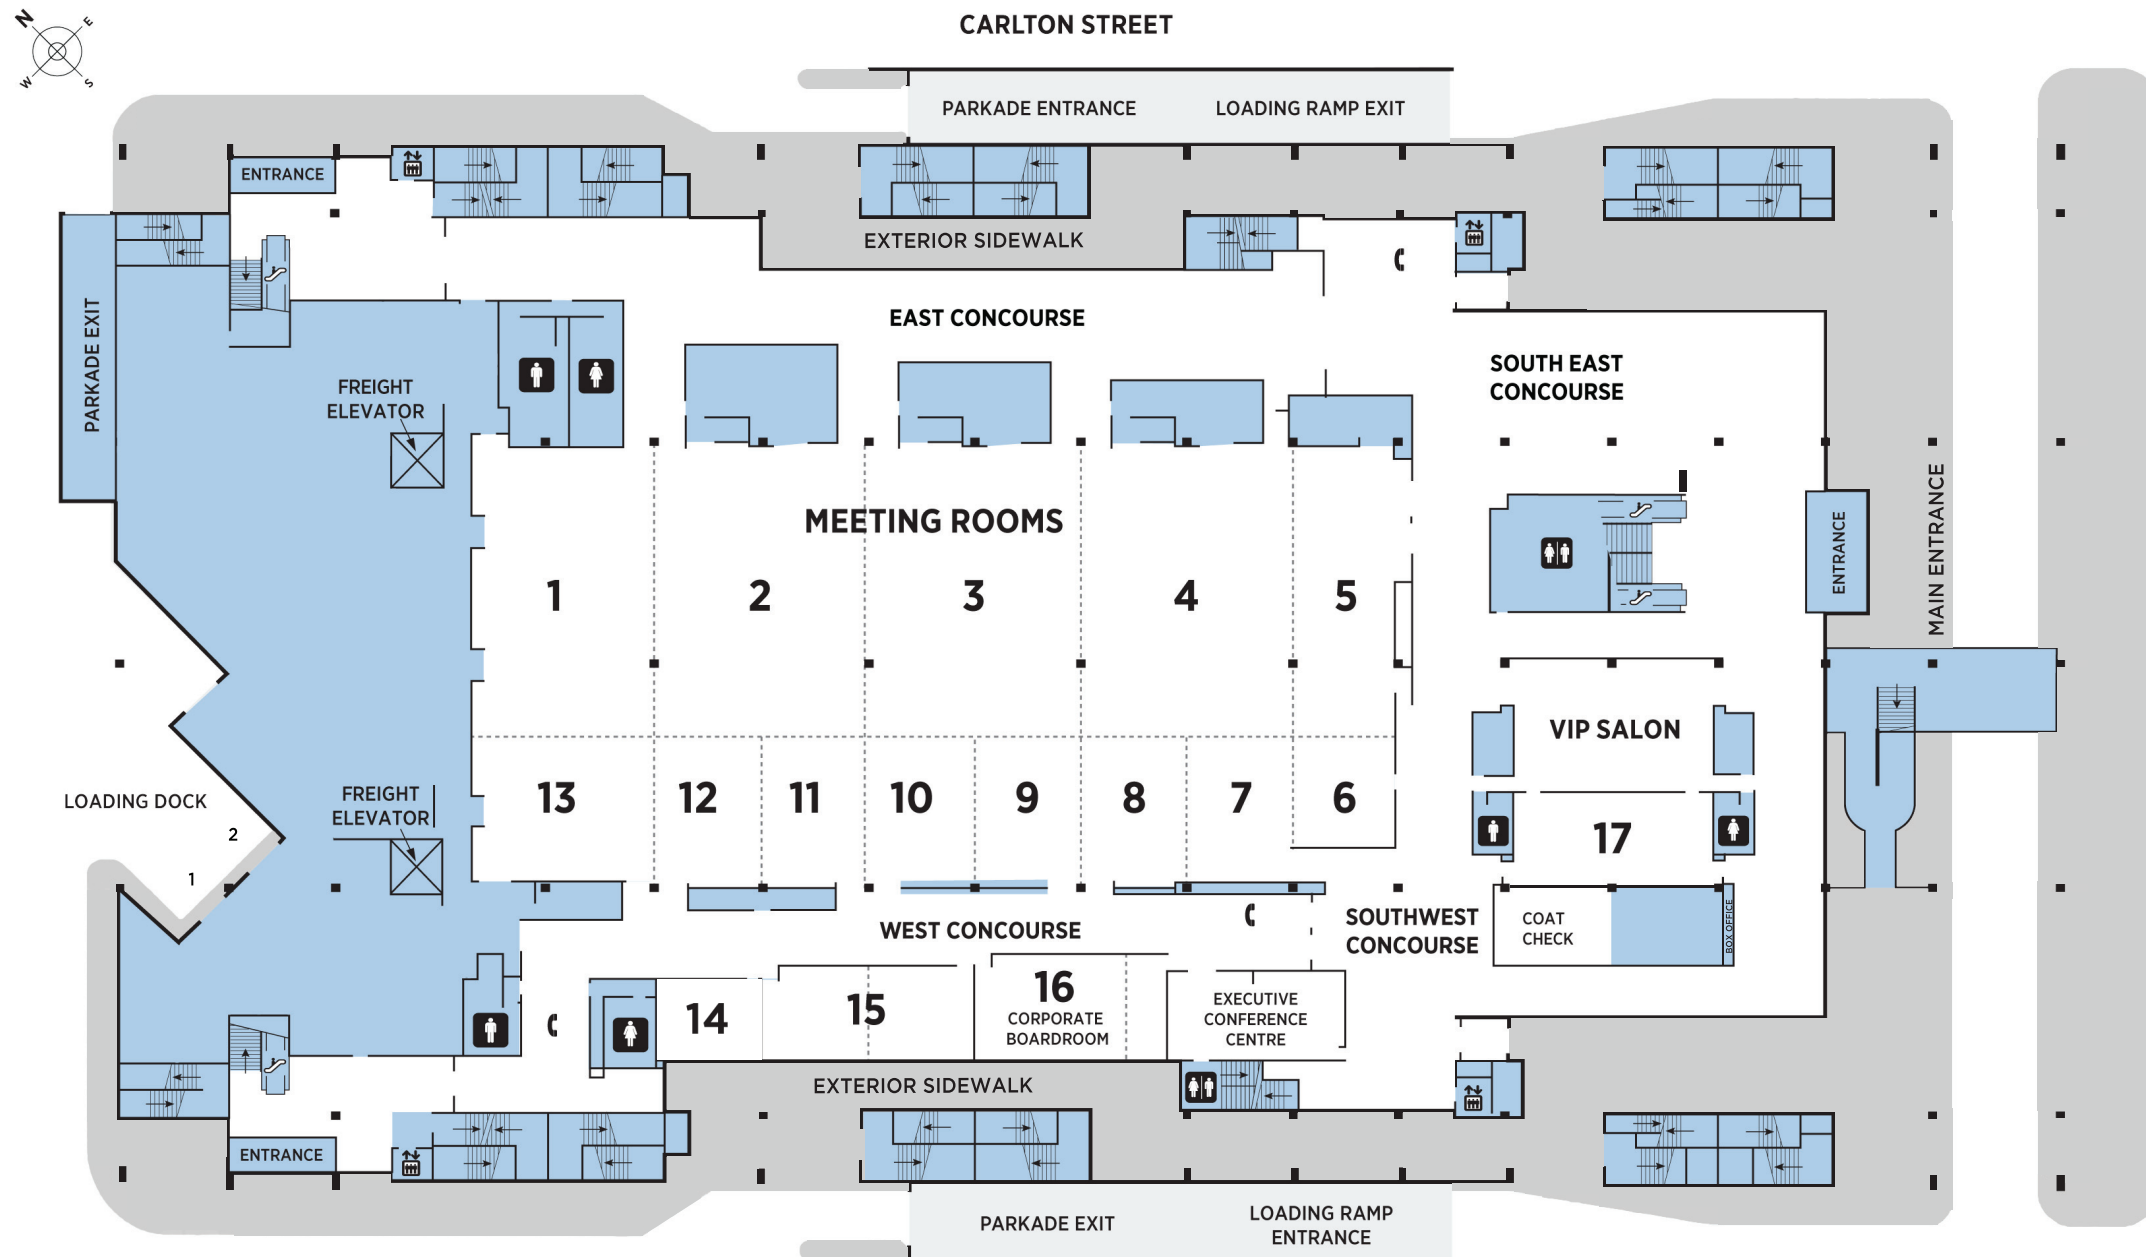 CARLTON STREET
N
E
W
S
PARKADE ENTRANCE
LOADING RAMP EXIT
ENTRANCE
EXTERIOR SIDEWALK
PARKADE EXIT
EAST CONCOURSE
SOUTH EAST
CONCOURSE
FREIGHT
ELEVATOR
MEETING ROOMS
MAIN ENTRANCE
ENTRANCE
1
2
3
4
5
VIP SALON
LOADING DOCK
2
1
FREIGHT
ELEVATOR
13
12
11
10
9
8
7
6
17
WEST CONCOURSE
SOUTHWEST
CONCOURSE
COAT
CHECK
BOX OFFICE
14
15
16
CORPORATE
BOARDROOM
EXECUTIVE
CONFERENCE
CENTRE
EXTERIOR SIDEWALK
ENTRANCE
PARKADE EXIT
LOADING RAMP
ENTRANCE